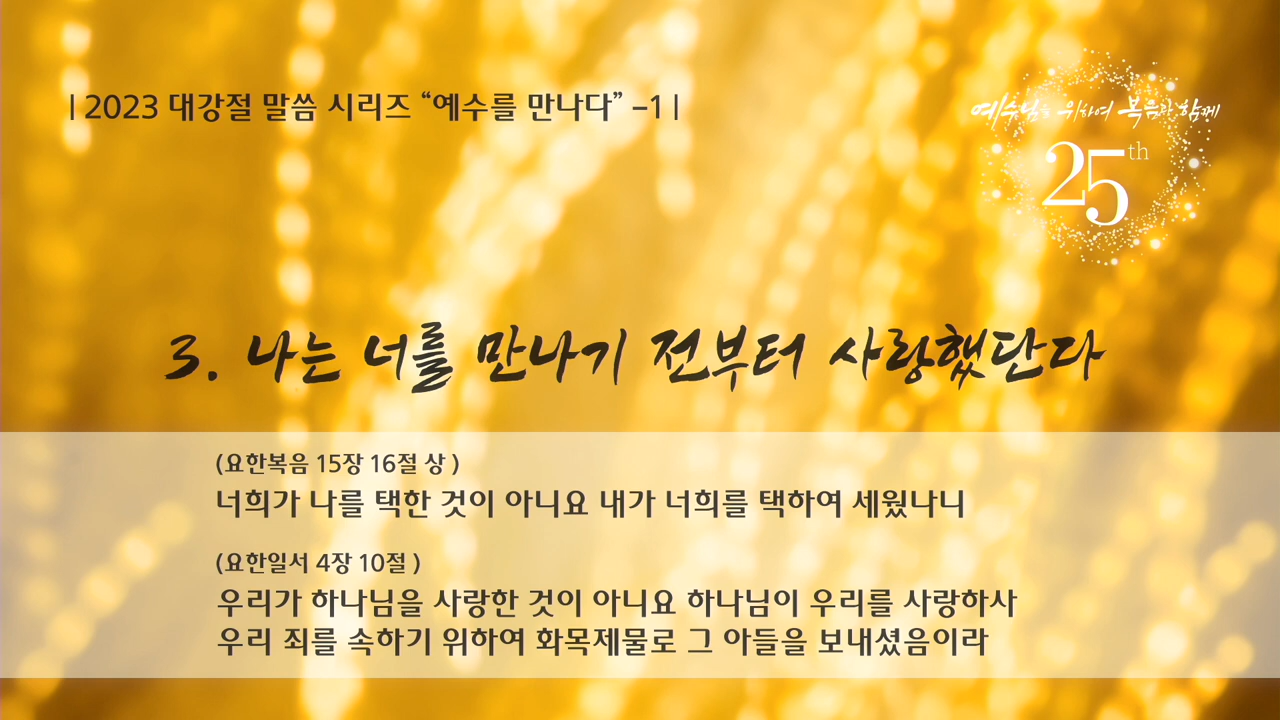 | 2023 대강절 말씀 시리즈 “예수를 만나다” –1 |
예수님을 위하여 복음과 함께
25th
3. 나는 너를 만나기 전부터 사랑했단다
(요한복음 15장 16절 상 )
너희가 나를 택한 것이 아니요 내가 너희를 택하여 세웠나니
(요한일서 4장 10절 )
우리가 하나님을 사랑한 것이 아니요 하나님이 우리를 사랑하사
우리 죄를 속하기 위하여 화목제물로 그 아들을 보내셨음이라